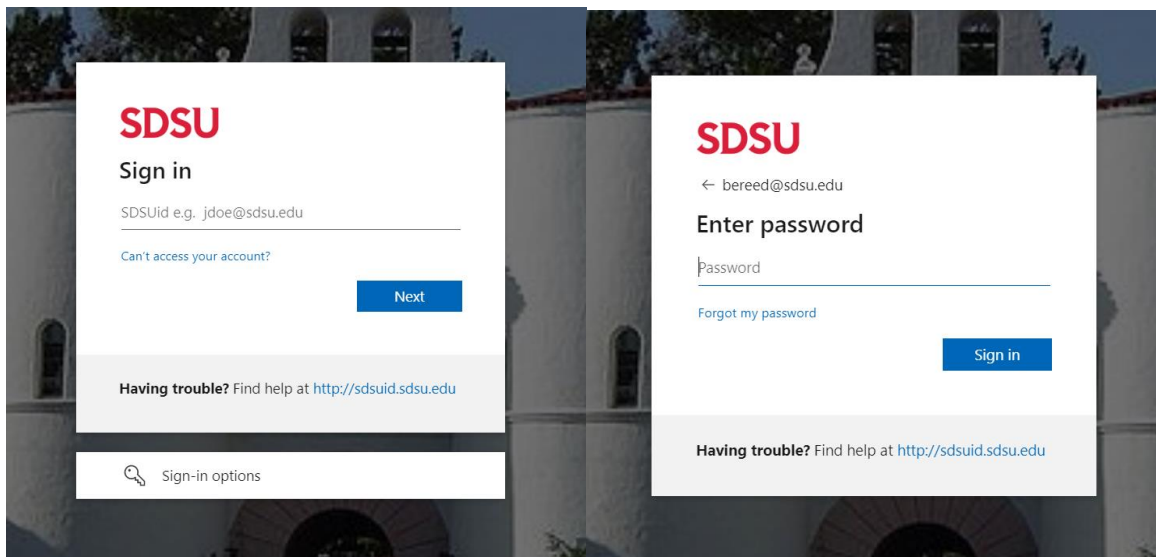 SDSU
Sign in
SDSUid e.g. jdoe@sdsu.edu
Can't access your account?
Next
Having trouble? Find help at http://sdsuid.sdsu.edu
Sign-in options
SDSU
← bereed@sdsu.edu
Enter password
Password
Forgot my password
Sign in
Having trouble? Find help at http://sdsuid.sdsu.edu